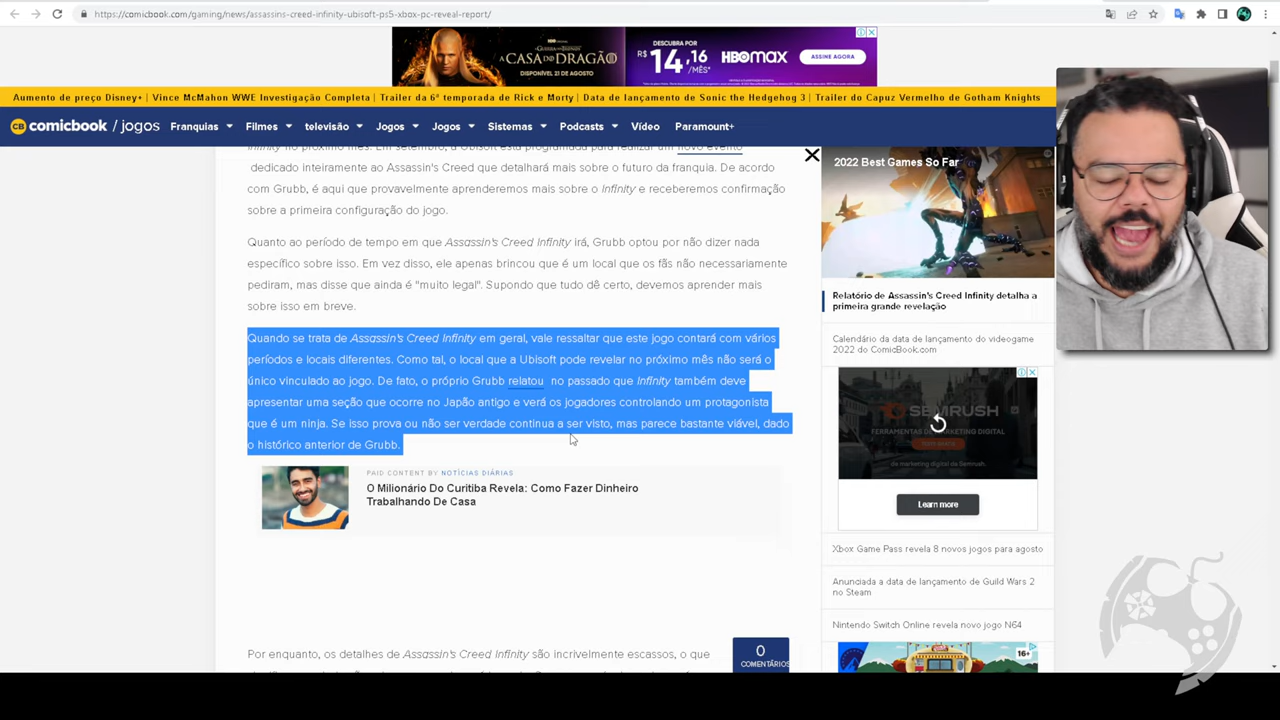 https://comicbook.com/gaming/news/assassins-creed-infinity-ubisoft-ps5-xbox-pc-reveal-report/
HBO ORIGINAL
A GUERRA DOS TRONOS
A CASA DO DRAGÃO
DISPONÍVEL 21 DE AGOSTO
DESCUBRA POR
R$ 14,16 /MÊS*
HBOMAX
ASSINE AGORA
Aumento de preço Disney+ | Vince McMahon WWE Investigação Completa | Trailer da 6ª temporada de Rick e Morty | Data de lançamento de Sonic the Hedgehog 3 | Trailer do Capuz Vermelho de Gotham Knights
CB comicbook / jogos Franquias Filmes televisão Jogos Jogos Sistemas Podcasts Vídeo Paramount+
Infinity no próximo mês. Em setembro, a Ubisoft está programada para realizar um novo evento
dedicado inteiramente ao Assassin's Creed que detalhará mais sobre o futuro da franquia. De acordo
com Grubb, é aqui que provavelmente aprenderemos mais sobre o Infinity e receberemos confirmação
sobre a primeira configuração do jogo.
Quanto ao período de tempo em que Assassin's Creed Infinity irá, Grubb optou por não dizer nada
específico sobre isso. Em vez disso, ele apenas brincou que é um local que os fãs não necessariamente
pediram, mas disse que ainda é "muito legal". Supondo que tudo dê certo, devemos aprender mais
sobre isso em breve.
Quando se trata de Assassin's Creed Infinity em geral, vale ressaltar que este jogo contará com vários
períodos e locais diferentes. Como tal, o local que a Ubisoft pode revelar no próximo mês não será o
único vinculado ao jogo. De fato, o próprio Grubb relatou no passado que Infinity também deve
apresentar uma seção que ocorre no Japão antigo e verá os jogadores controlando um protagonista
que é um ninja. Se isso prova ou não ser verdade continua a ser visto, mas parece bastante viável, dado
o histórico anterior de Grubb.
PAID CONTENT BY NOTÍCIAS DIÁRIAS
O Milionário Do Curitiba Revela: Como Fazer Dinheiro
Trabalhando De Casa
Por enquanto, os detalhes de Assassin's Creed Infinity são incrivelmente escassos, o que
0
COMENTÁRIOS
2022 Best Games So Far
Relatório de Assassin's Creed Infinity detalha a
primeira grande revelação
Calendário da data de lançamento do videogame
2022 do ComicBook.com
SEMRUSH
FERRAMENTAS DE MARKETING DIGITAL
de marketing digital da Semrush.
Learn more
Xbox Game Pass revela 8 novos jogos para agosto
Anunciada a data de lançamento de Guild Wars 2
no Steam
Nintendo Switch Online revela novo jogo N64
16+